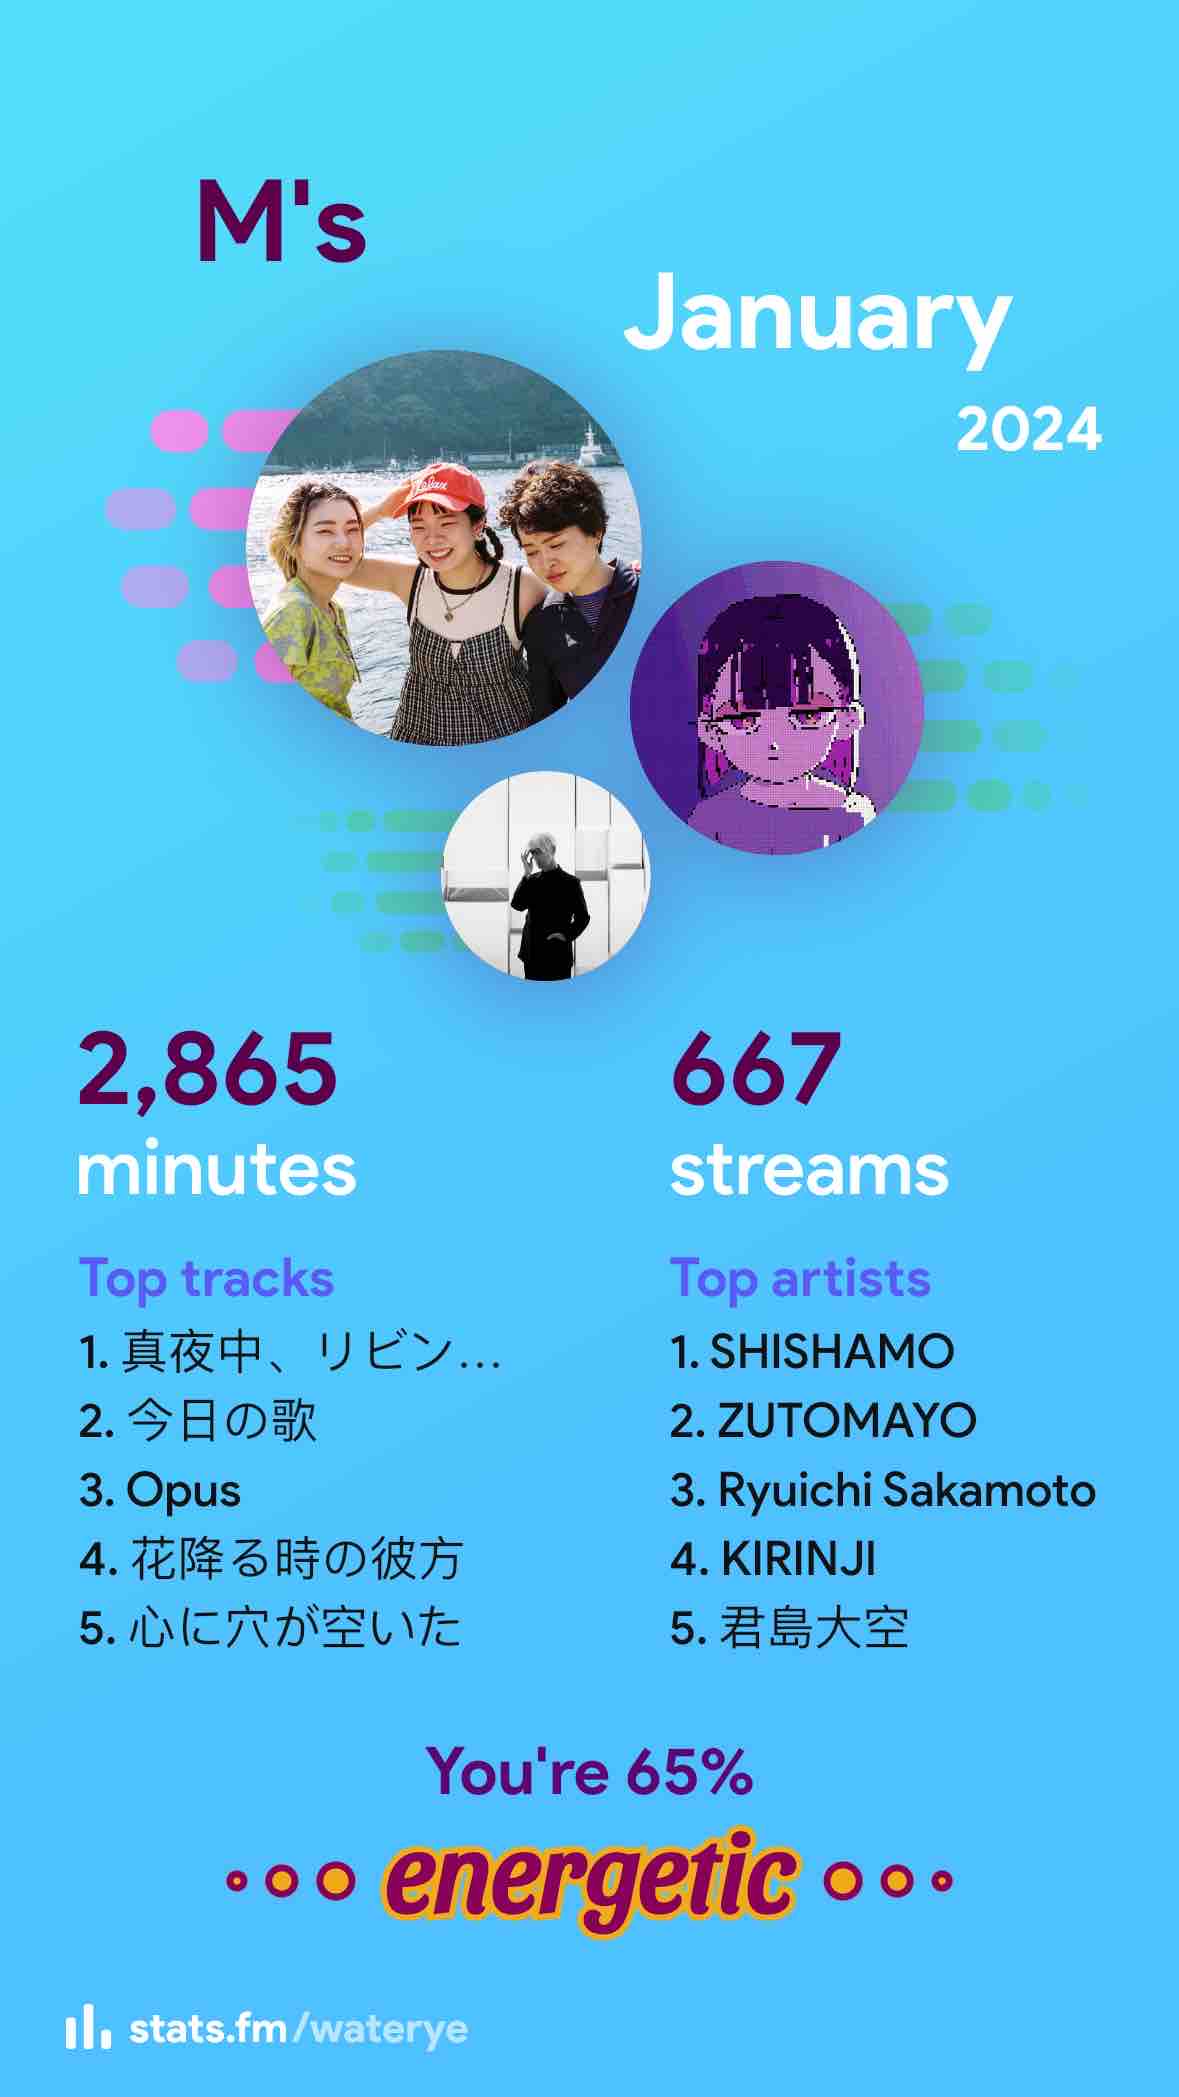 M's
January
2024
Relax
2,865
minutes
667
streams
Top tracks
1. 真夜中、リビン…
2. 今日の歌
3. Opus
4. 花降る時の彼方
5. 心に穴が空いた
Top artists
1. SHISHAMO
2. ZUTOMAYO
3. Ryuichi Sakamoto
4. KIRINJI
5. 君島大空
You're 65%
energetic
stats.fm/waterye